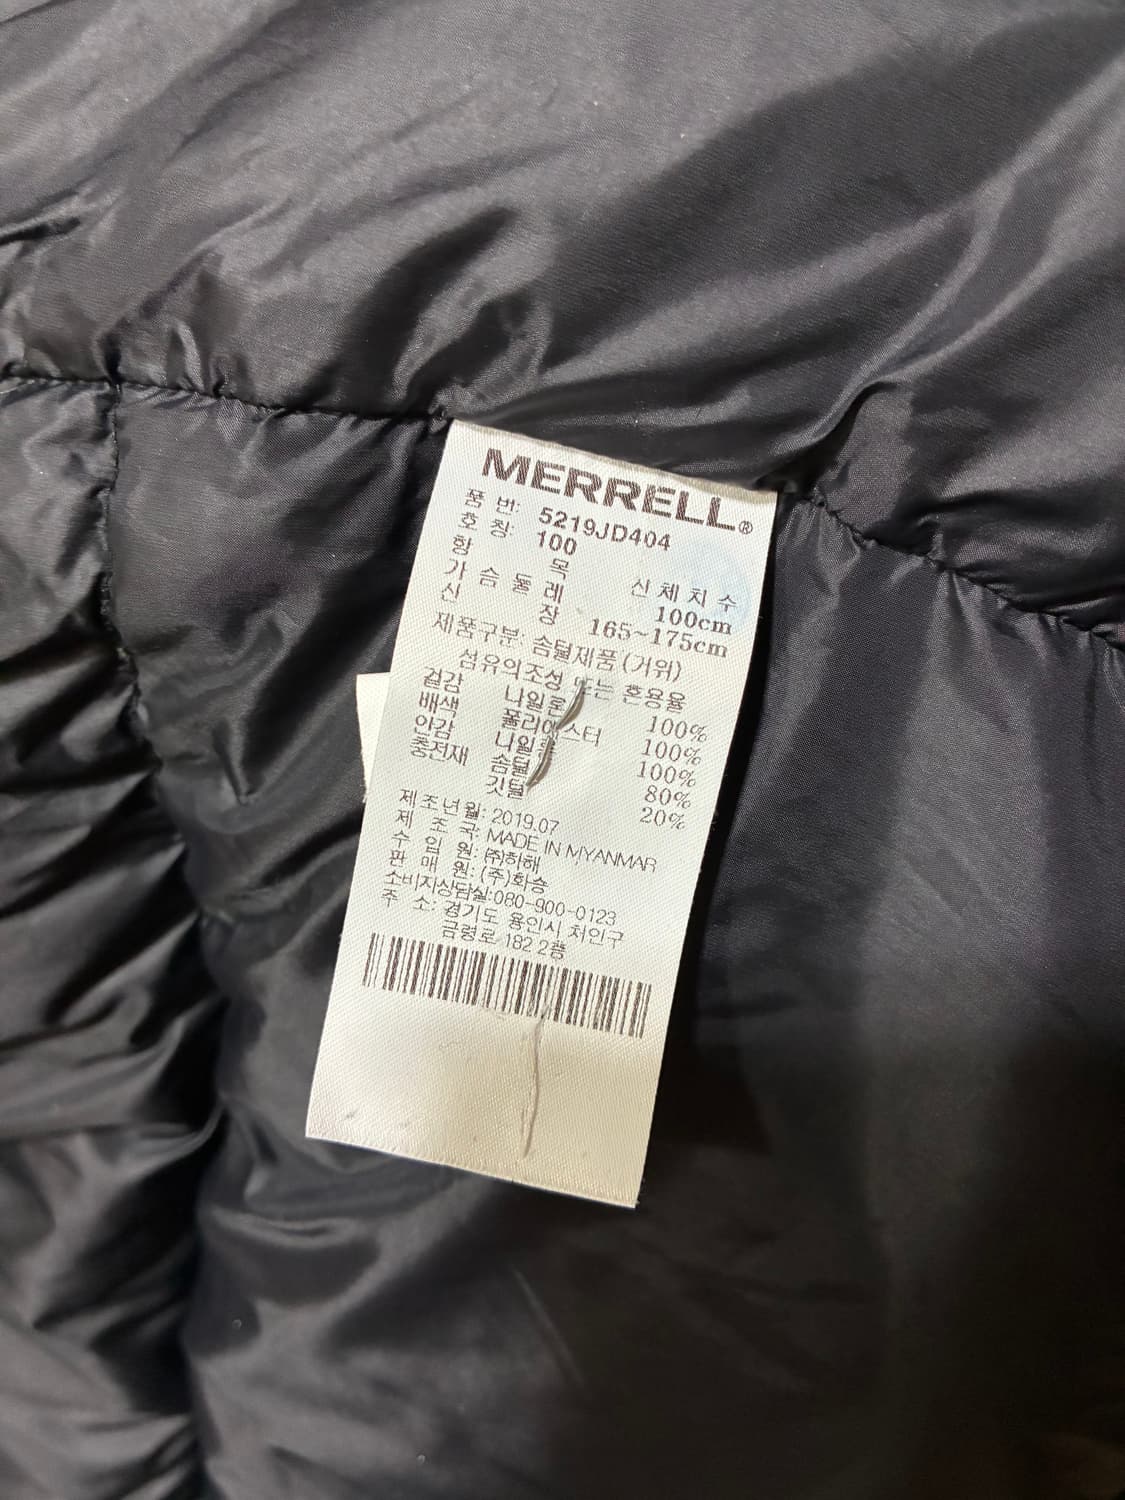 MERRELL®
품 번: 5219JD404
호 칭: 100
항 목 신 체 치 수
가 슴 둘 레 100cm
신 장 165~175cm
제품구분: 솜털제품(거위)
섬유의조성 또는 혼용율
겉감 나일론 100%
배색 폴리에스터 100%
안감 나일론 100%
충전재 솜털 80%
깃털 20%
제조년월: 2019.07
제 조 국: MADE IN MYANMAR
수 입 원: ㈜허해
판 매 원: (주)화승
소비자상담실:080-900-0123
주 소: 경기도 용인시 처인구
금령로 182 2층